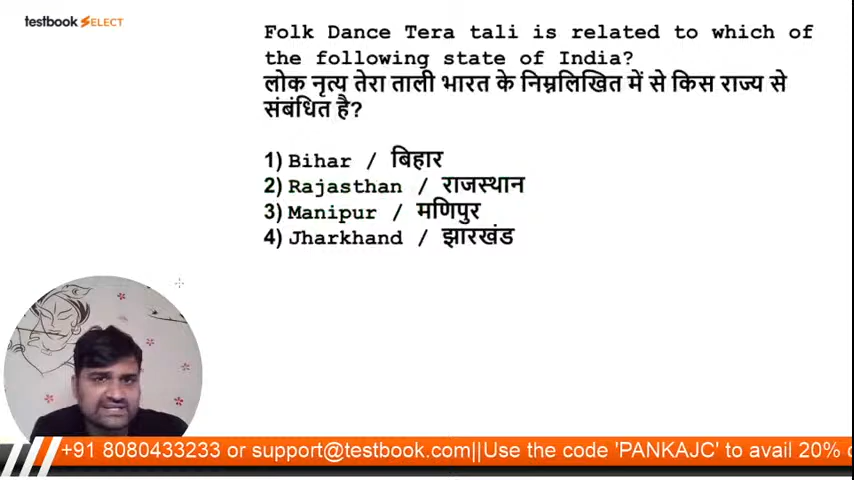 testbook SELECT
Folk Dance Tera tali is related to which of
the following state of India?
लोक नृत्य तेरा ताली भारत के निम्नलिखित में से किस राज्य से
संबंधित है?
1) Bihar / बिहार
2) Rajasthan / राजस्थान
3) Manipur / मणिपुर
4) Jharkhand / झारखंड
+91 8080433233 or support@testbook.com||Use the code 'PANKAJC' to avail 20%